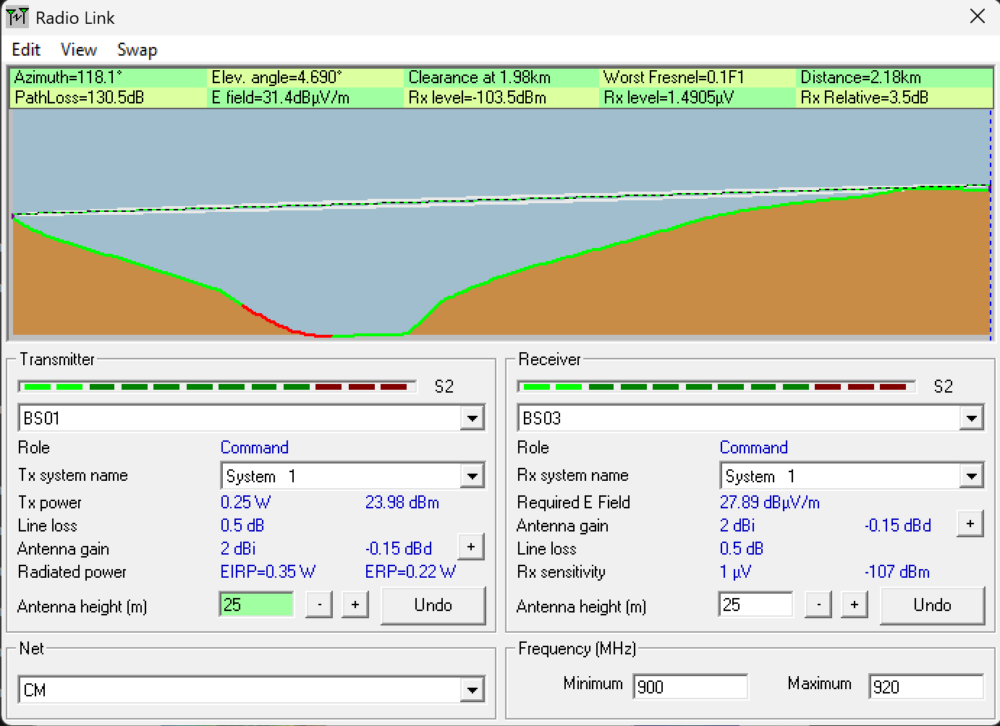 Radio Link
Edit View Swap
Azimuth=118.1° Elev. angle=4.690° Clearance at 1.98km Worst Fresnel=0.1F1 Distance=2.18km
PathLoss=130.5dB E field=31.4dBµV/m Rx level=-103.5dBm Rx level=1.4905µV Rx Relative=3.5dB
Transmitter
S2
BS01
Role Command
Tx system name System 1
Tx power 0.25 W 23.98 dBm
Line loss 0.5 dB
Antenna gain 2 dBi -0.15 dBd +
Radiated power EIRP=0.35 W ERP=0.22 W
Antenna height (m) 25 - + Undo
Receiver
S2
BS03
Role Command
Rx system name System 1
Required E Field 27.89 dBµV/m
Antenna gain 2 dBi -0.15 dBd +
Line loss 0.5 dB
Rx sensitivity 1 µV -107 dBm
Antenna height (m) 25 - + Undo
Net
CM
Frequency (MHz)
Minimum 900 Maximum 920